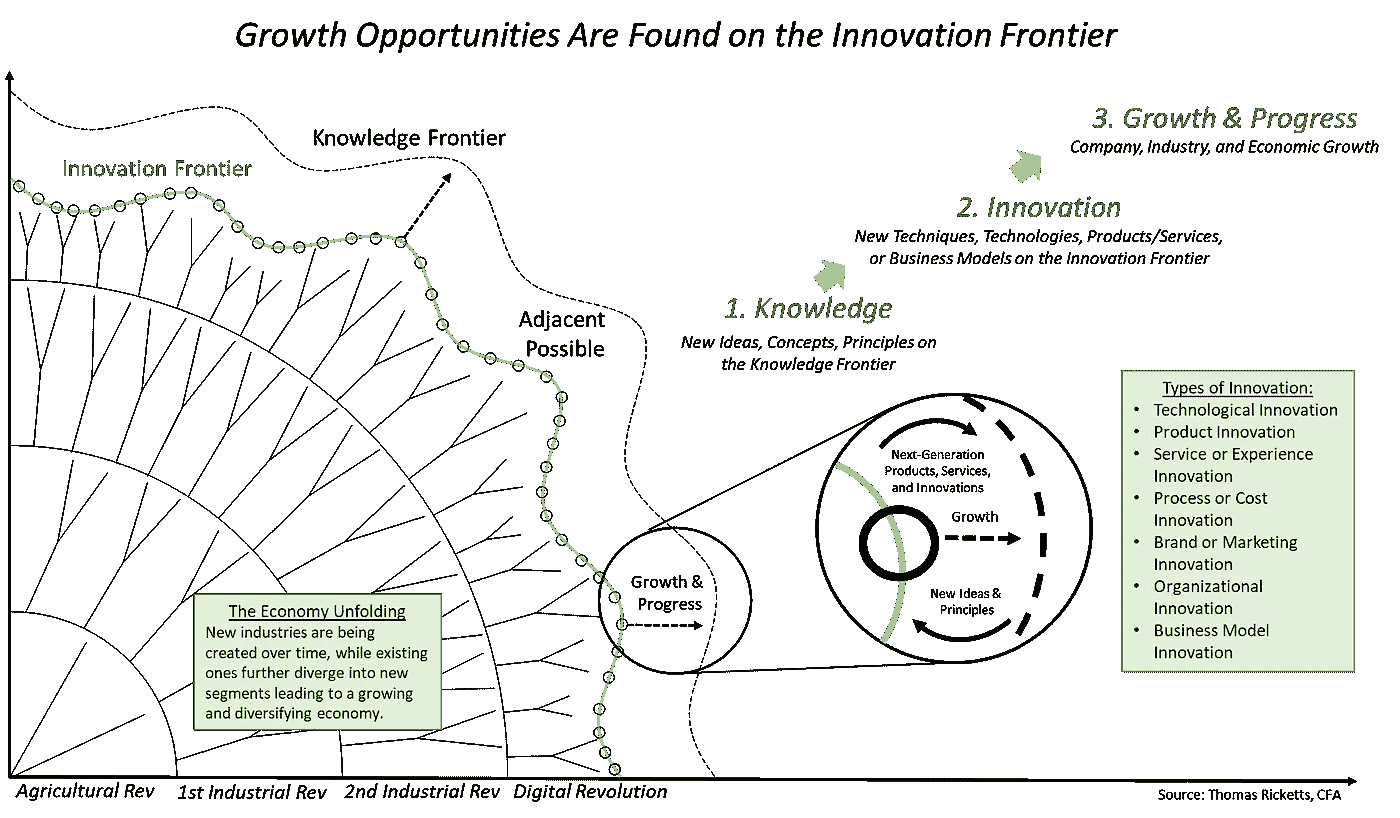 Growth Opportunities Are Found on the Innovation Frontier
Knowledge Frontier
Innovation Frontier
Adjacent
Possible
3. Growth & Progress
Company, Industry, and Economic Growth
2. Innovation
New Techniques, Technologies, Products/Services,
or Business Models on the Innovation Frontier
1. Knowledge
New Ideas, Concepts, Principles on
the Knowledge Frontier
Growth &
Progress
Next-Generation
Products, Services,
and Innovations
Growth
New Ideas &
Principles
Types of Innovation:
• Technological Innovation
• Product Innovation
• Service or Experience
Innovation
• Process or Cost
Innovation
• Brand or Marketing
Innovation
• Organizational
Innovation
• Business Model
Innovation
The Economy Unfolding
New industries are being
created over time, while existing
ones further diverge into new
segments leading to a growing
and diversifying economy.
Agricultural Rev
1st Industrial Rev
2nd Industrial Rev
Digital Revolution
Source: Thomas Ricketts, CFA